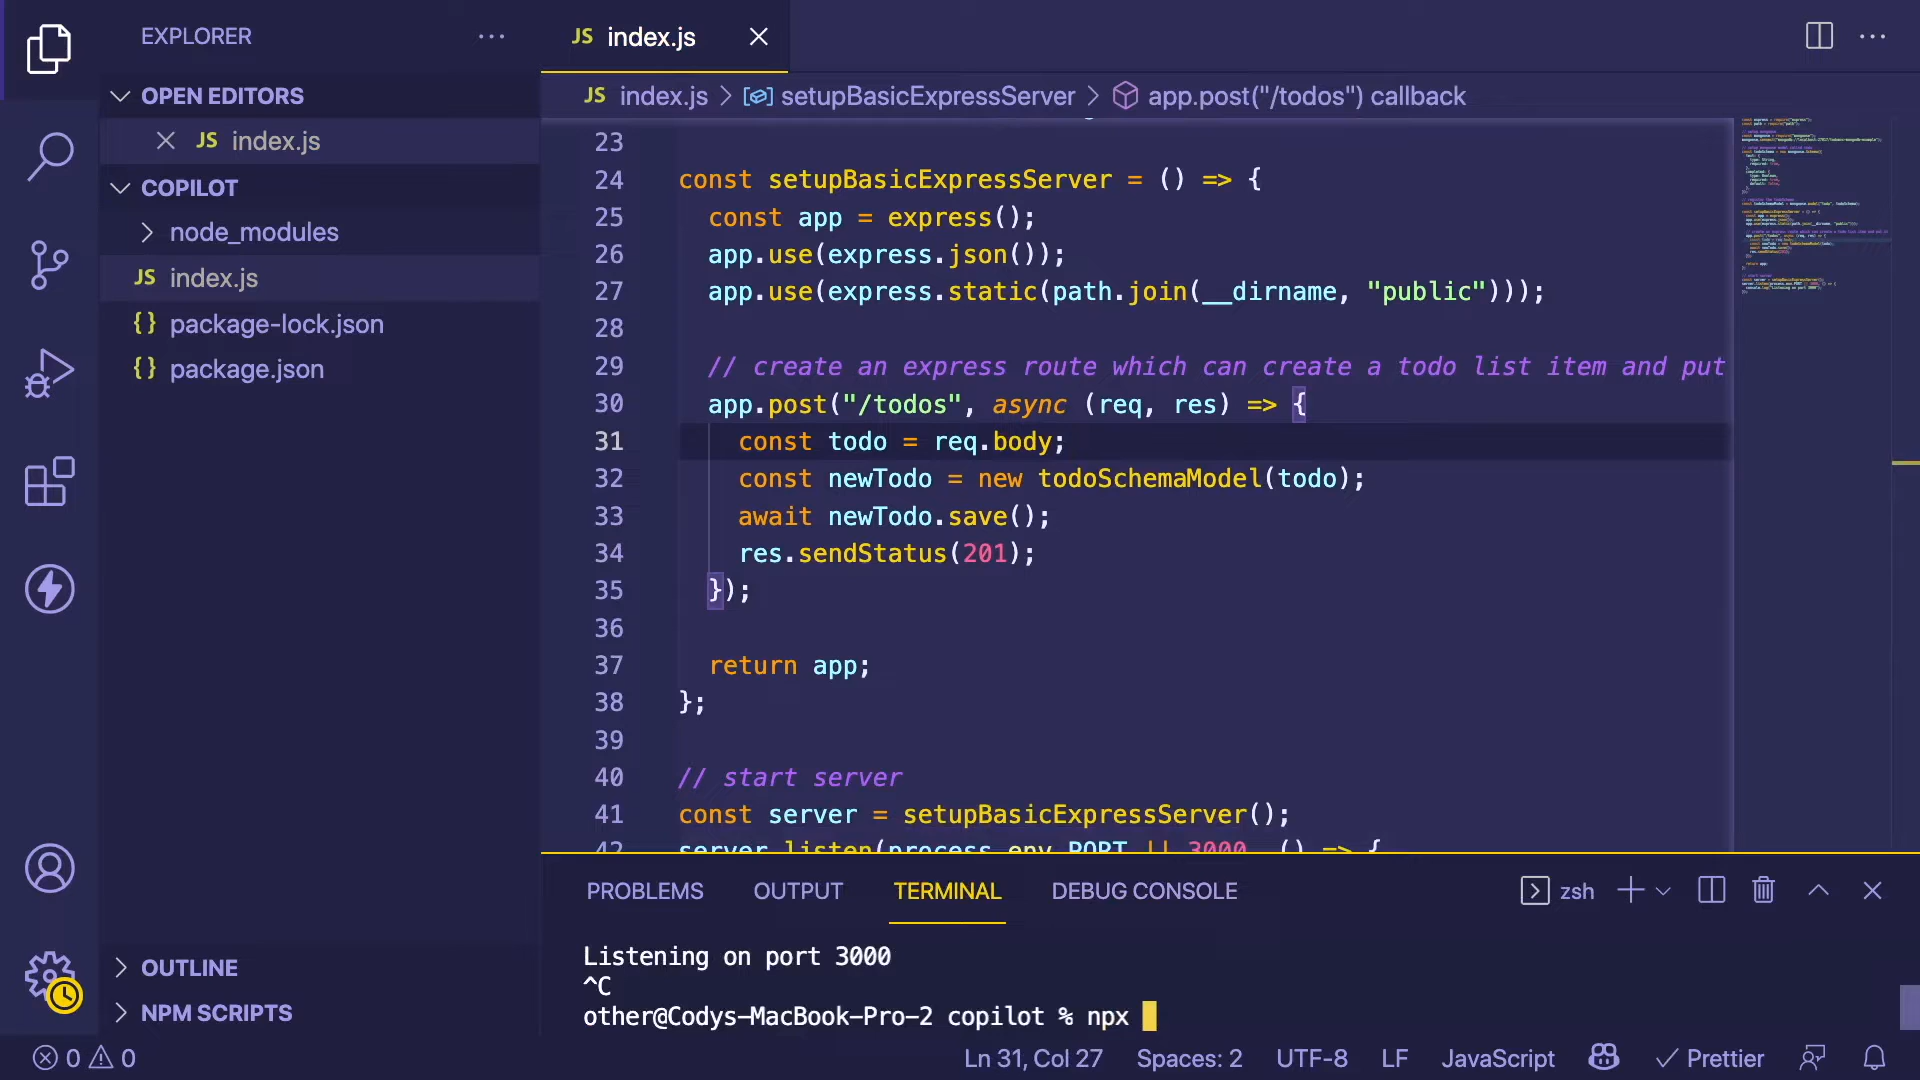 EXPLORER
OPEN EDITORS
JS index.js
COPILOT
node_modules
JS index.js
{} package-lock.json
{} package.json
OUTLINE
NPM SCRIPTS
JS index.js
JS index.js > setupBasicExpressServer > app.post("/todos") callback
23
24 const setupBasicExpressServer = () => {
25 const app = express();
26 app.use(express.json());
27 app.use(express.static(path.join(__dirname, "public")));
28
29 // create an express route which can create a todo list item and put
30 app.post("/todos", async (req, res) => {
31 const todo = req.body;
32 const newTodo = new todoSchemaModel(todo);
33 await newTodo.save();
34 res.sendStatus(201);
35 });
36
37 return app;
38 };
39
40 // start server
41 const server = setupBasicExpressServer();
42 server.listen(process.env.PORT || 3000, () => {
PROBLEMS OUTPUT TERMINAL DEBUG CONSOLE zsh
Listening on port 3000
^C
other@Codys-MacBook-Pro-2 copilot % npx
0 0 Ln 31, Col 27 Spaces: 2 UTF-8 LF JavaScript Prettier